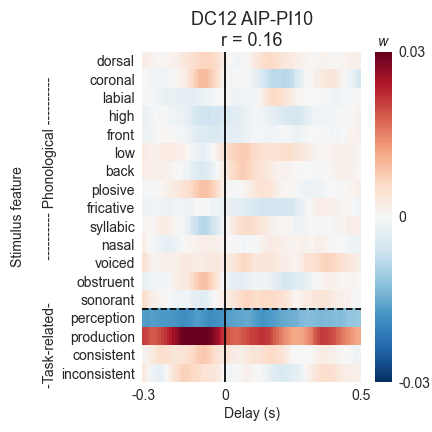 DC12 AIP-PI10
r = 0.16
w
Stimulus feature
---------- Phonological ----------
-Task-related-
dorsal
coronal
labial
high
front
low
back
plosive
fricative
syllabic
nasal
voiced
obstruent
sonorant
perception
production
consistent
inconsistent
0.03
0
-0.03
-0.3
0
0.5
Delay (s)